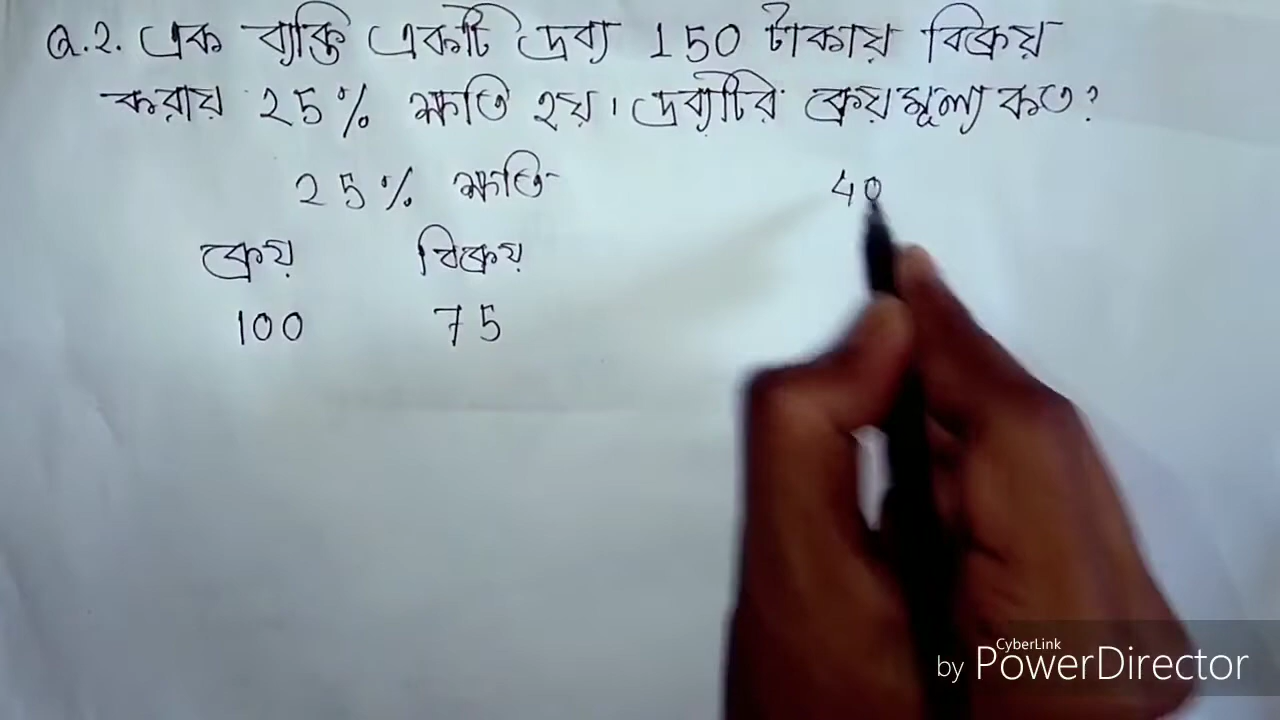 Q.2. এক ব্যক্তি একটি দ্রব্য 150 টাকায় বিক্রয়
করায় 25% ক্ষতি হয়। দ্রব্যটির ক্রয়মূল্য কত?
25% ক্ষতি
40
ক্রয় বিক্রয়
100 75
CyberLink
by PowerDirector